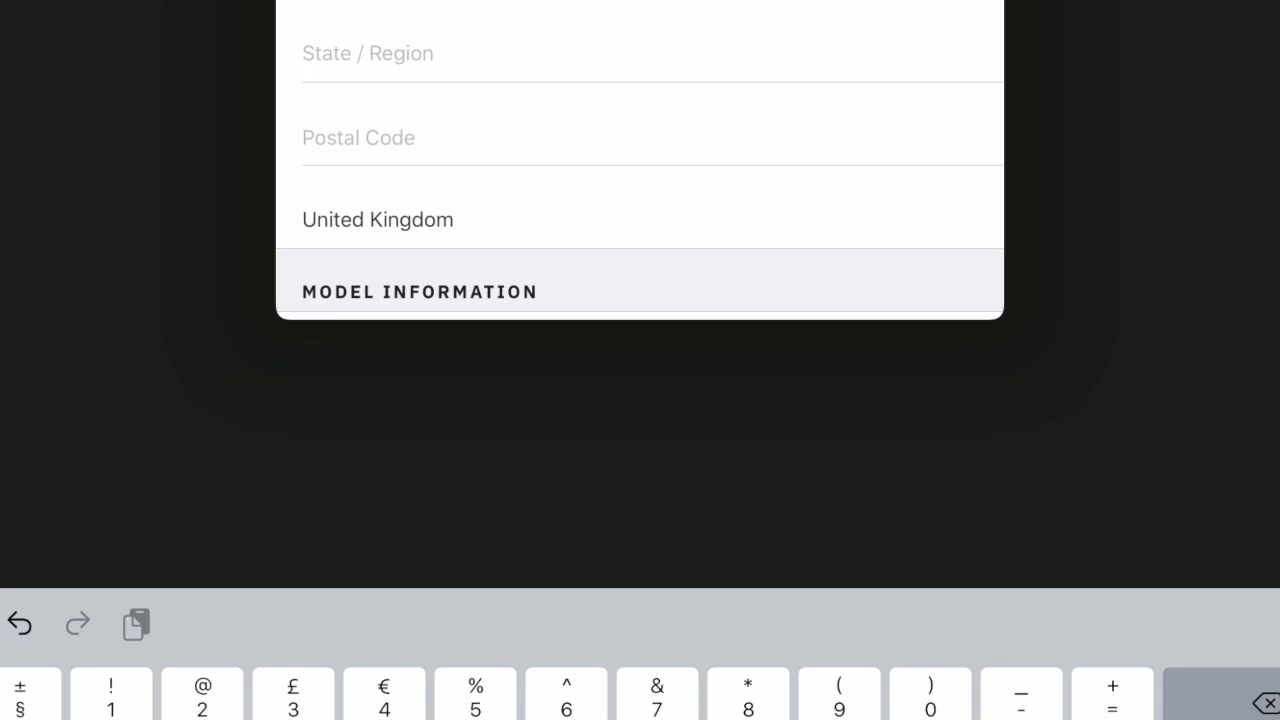 State / Region
Postal Code
United Kingdom
MODEL INFORMATION
± ! @ £ € % ^ & * ( ) _ +
§ 1 2 3 4 5 6 7 8 9 0 - =